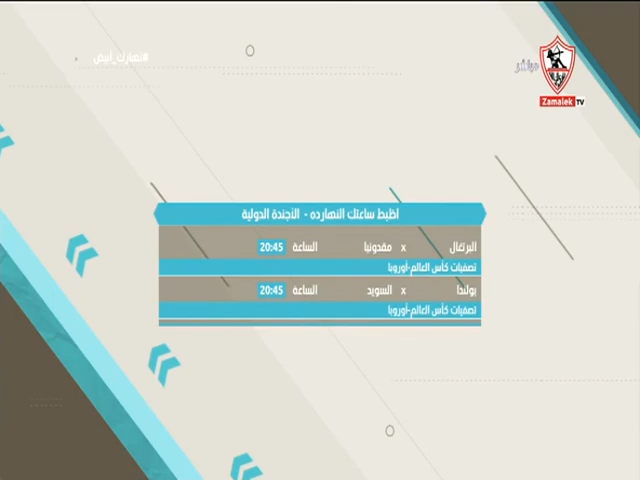 #نهارك_أبيض
مباشر
Zamalek TV
اظبط ساعتك النهارده - الأجندة الدولية
البرتغال x مقدونيا الساعة 20:45
تصفيات كأس العالم-أوروبا
بولندا x السويد الساعة 20:45
تصفيات كأس العالم-أوروبا